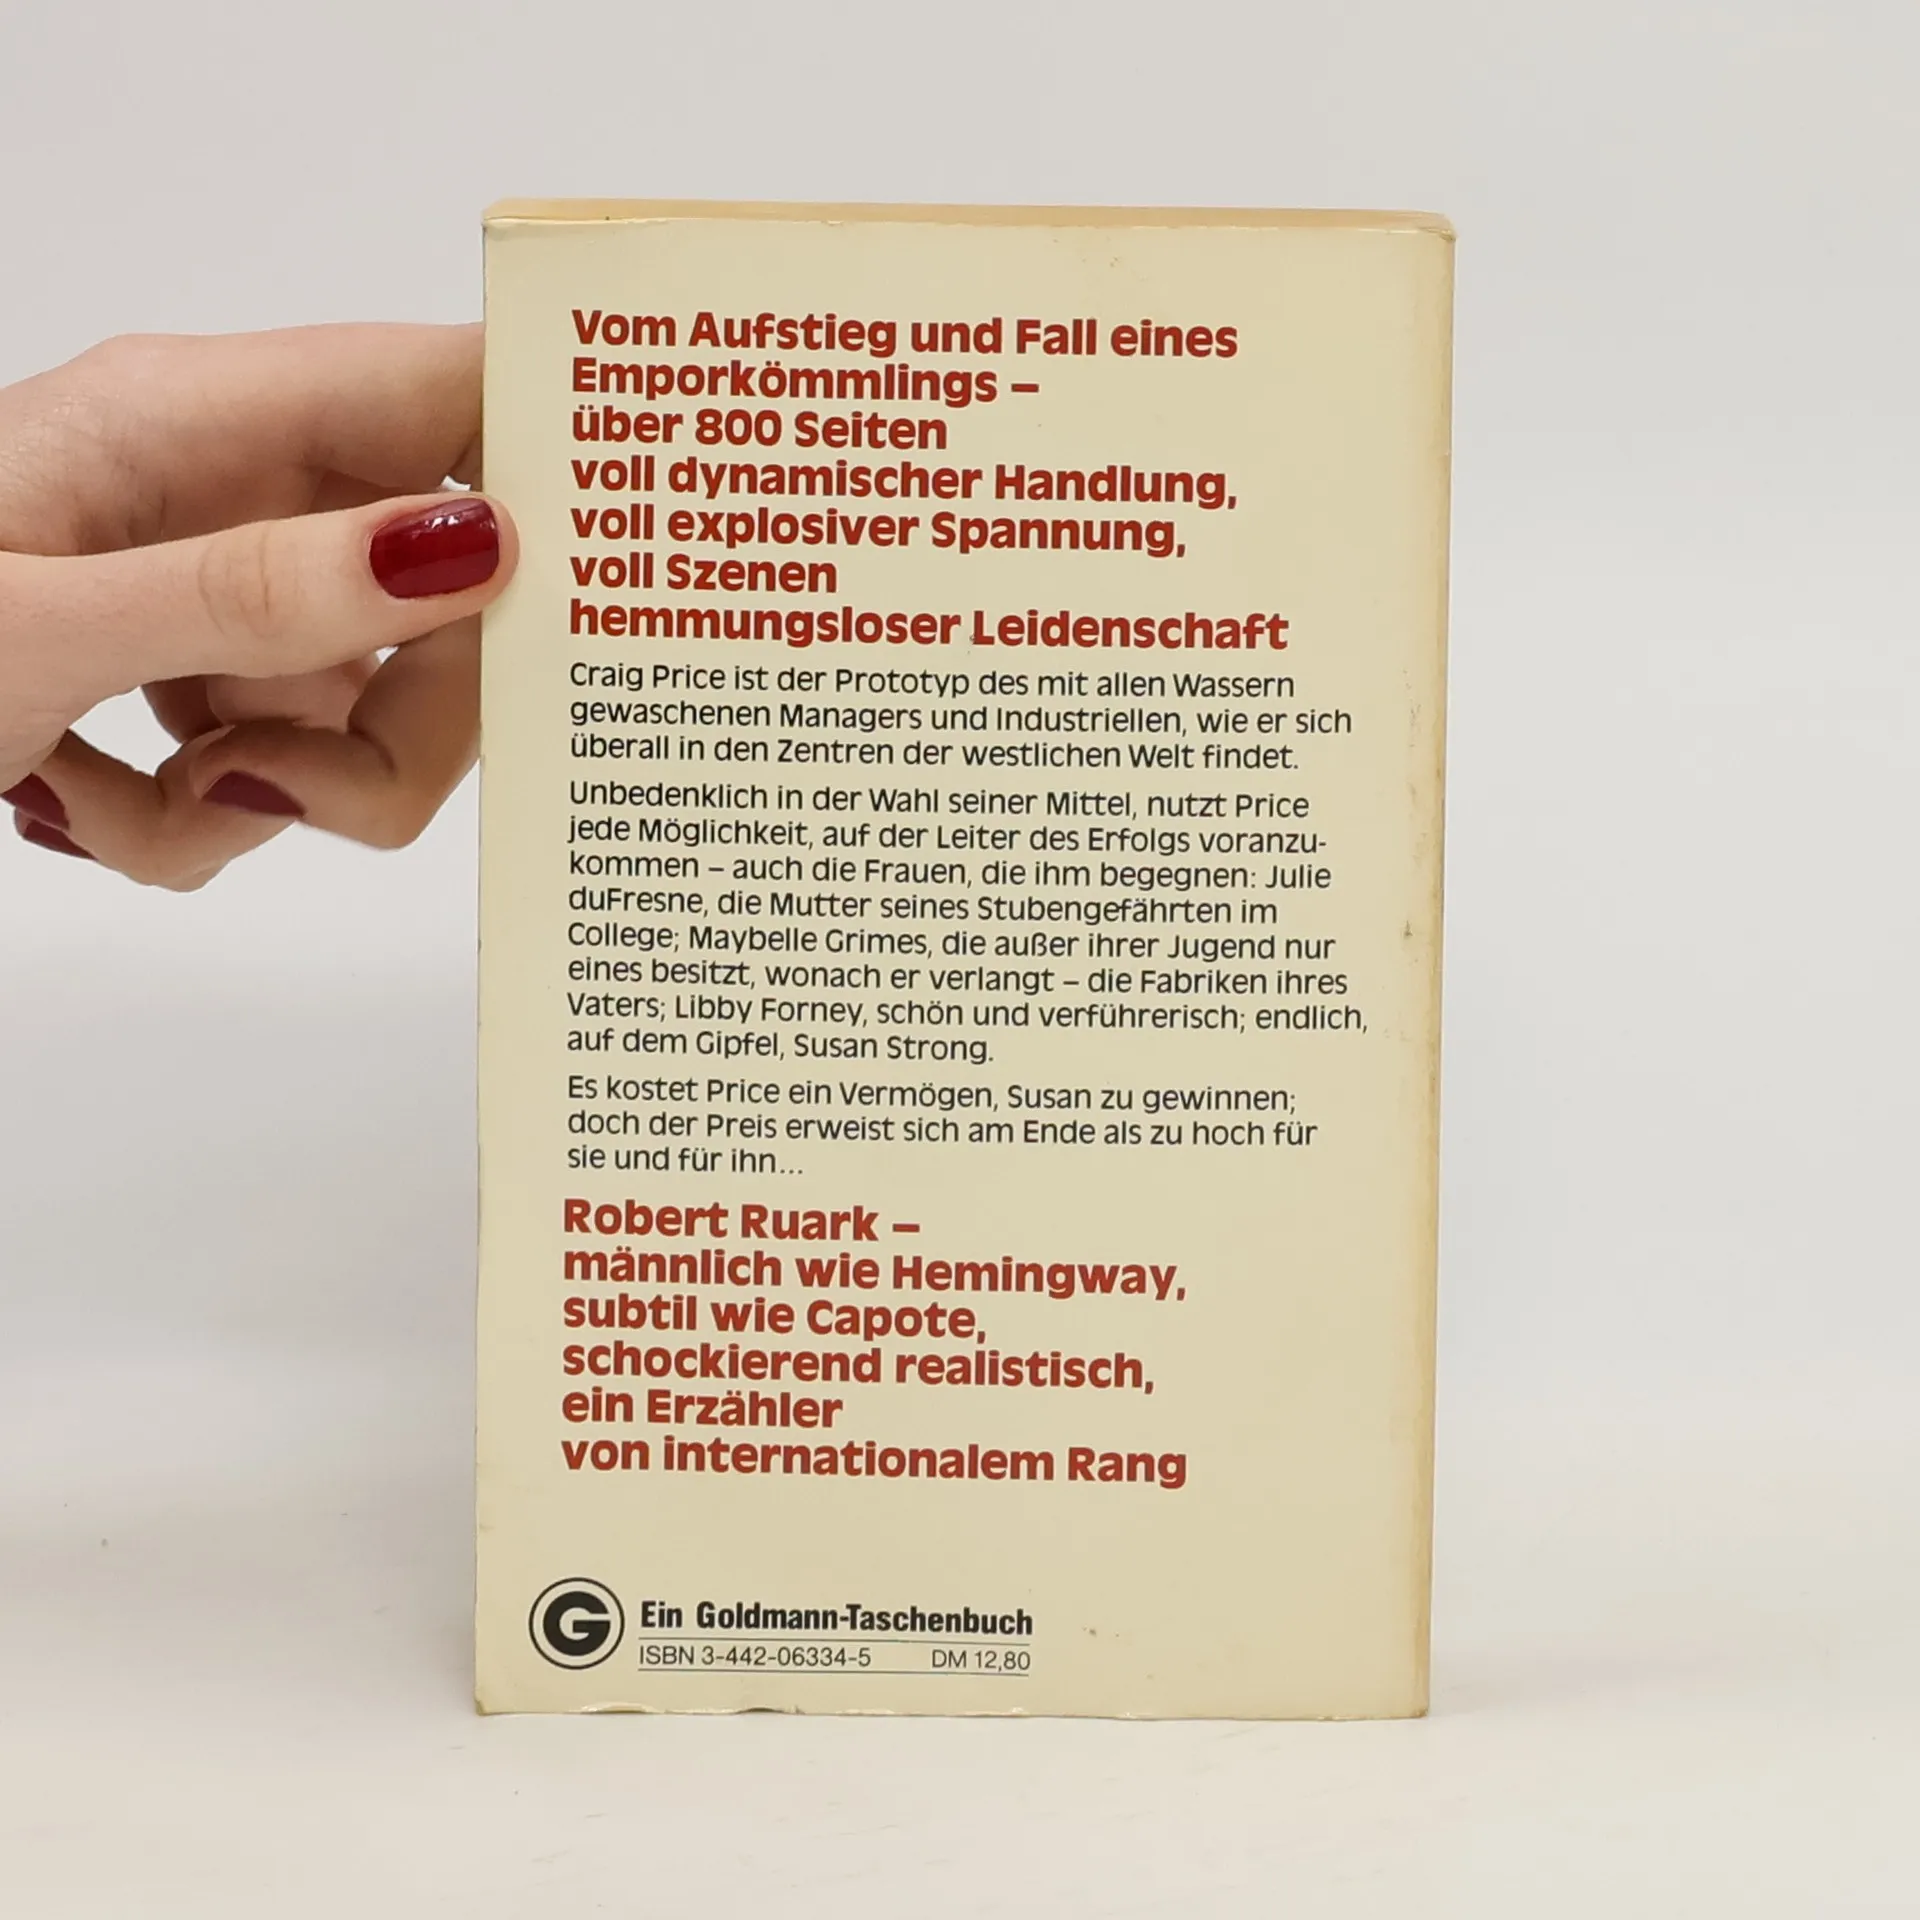 Vom Aufstieg und Fall eines
Emporkömmlings –
über 800 Seiten
voll dynamischer Handlung,
voll explosiver Spannung,
voll Szenen
hemmungsloser Leidenschaft
Craig Price ist der Prototyp des mit allen Wassern
gewaschenen Managers und Industriellen, wie er sich
überall in den Zentren der westlichen Welt findet.
Unbedenklich in der Wahl seiner Mittel, nutzt Price
jede Möglichkeit, auf der Leiter des Erfolgs voranzu-
kommen – auch die Frauen, die ihm begegnen: Julie
duFresne, die Mutter seines Stubengefährten im
College; Maybelle Grimes, die außer ihrer Jugend nur
eines besitzt, wonach er verlangt – die Fabriken ihres
Vaters; Libby Forney, schön und verführerisch; endlich,
auf dem Gipfel, Susan Strong.
Es kostet Price ein Vermögen, Susan zu gewinnen;
doch der Preis erweist sich am Ende als zu hoch für
sie und für ihn...
Robert Ruark –
männlich wie Hemingway,
subtil wie Capote,
schockierend realistisch,
ein Erzähler
von internationalem Rang
G Ein Goldmann-Taschenbuch
ISBN 3-442-06334-5 DM 12,80